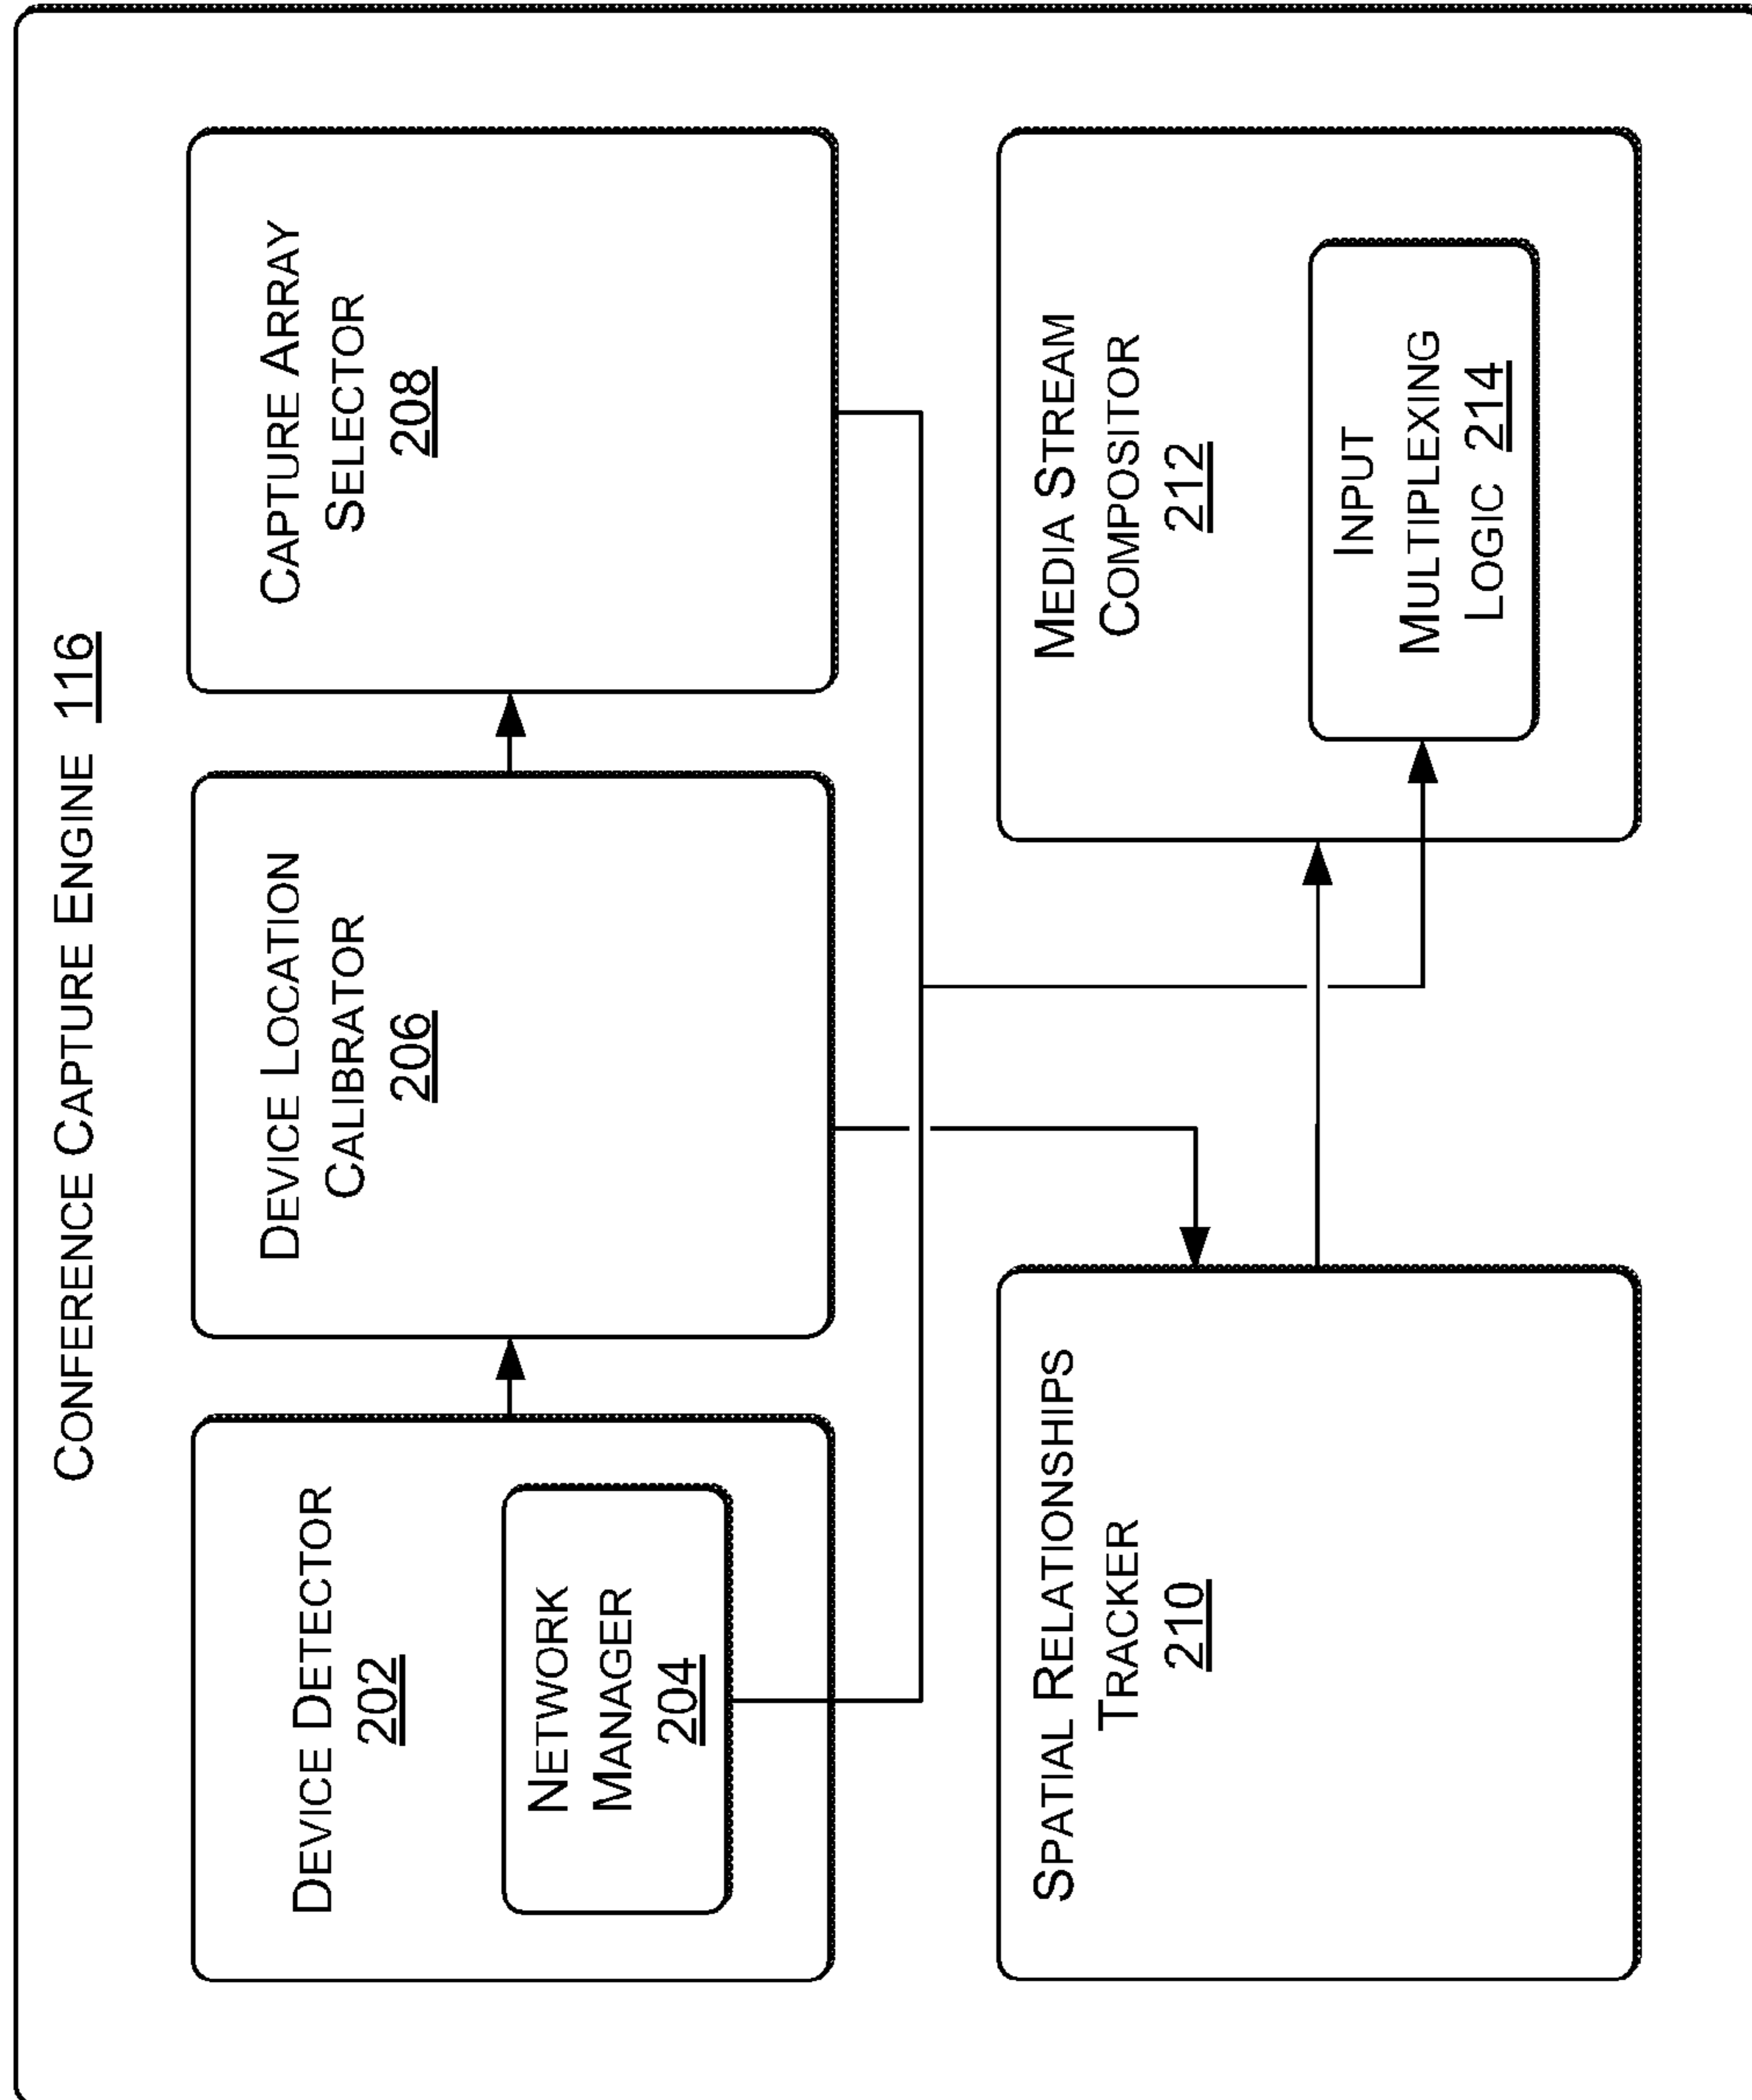 CONFERENCE CAPTURE ENGINE 116
DEVICE DETECTOR
202
NETWORK
MANAGER
204
DEVICE LOCATION
CALIBRATOR
206
CAPTURE ARRAY
SELECTOR
208
SPATIAL RELATIONSHIPS
TRACKER
210
MEDIA STREAM
COMPOSITOR
212
INPUT
MULTIPLEXING
LOGIC 214